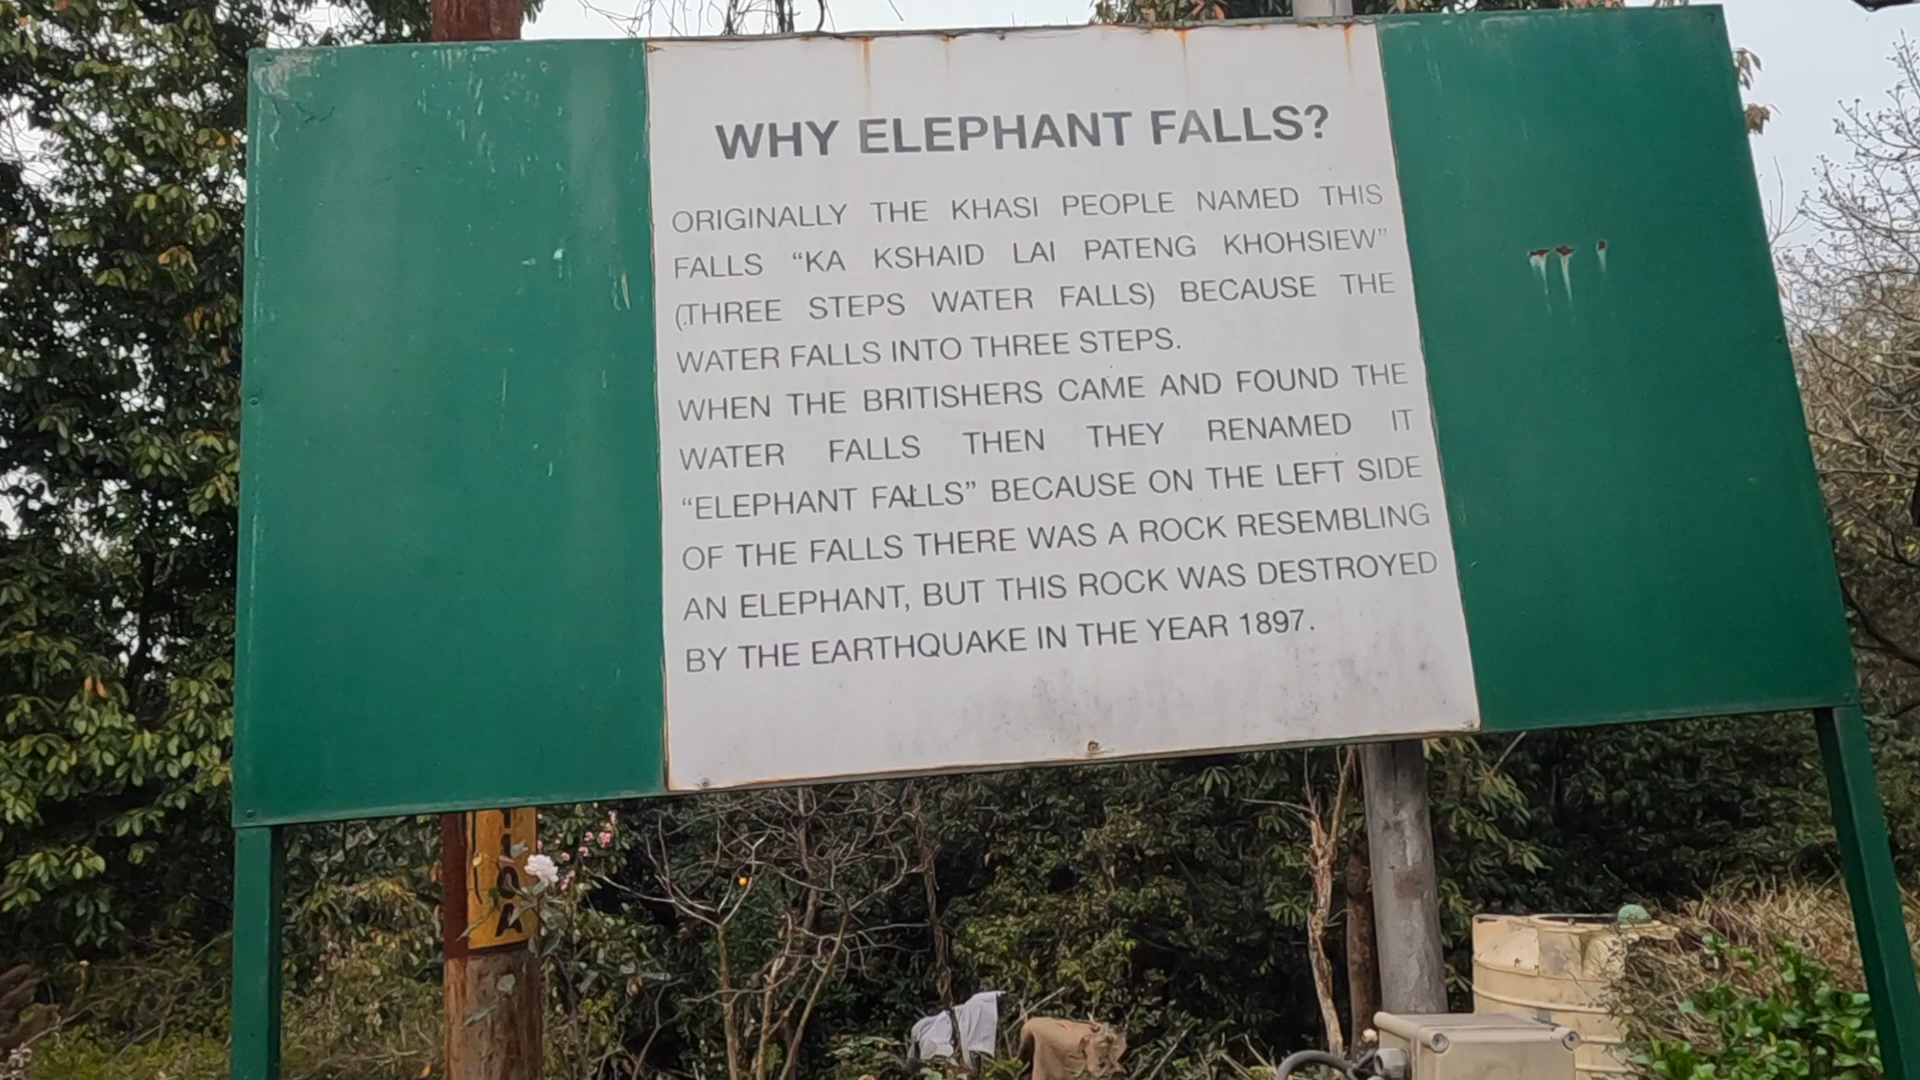 WHY ELEPHANT FALLS?
ORIGINALLY THE KHASI PEOPLE NAMED THIS
FALLS “KA KSHAID LAI PATENG KHOHSIEW”
(THREE STEPS WATER FALLS) BECAUSE THE
WATER FALLS INTO THREE STEPS.
WHEN THE BRITISHERS CAME AND FOUND THE
WATER FALLS THEN THEY RENAMED IT
“ELEPHANT FALLS” BECAUSE ON THE LEFT SIDE
OF THE FALLS THERE WAS A ROCK RESEMBLING
AN ELEPHANT, BUT THIS ROCK WAS DESTROYED
BY THE EARTHQUAKE IN THE YEAR 1897.